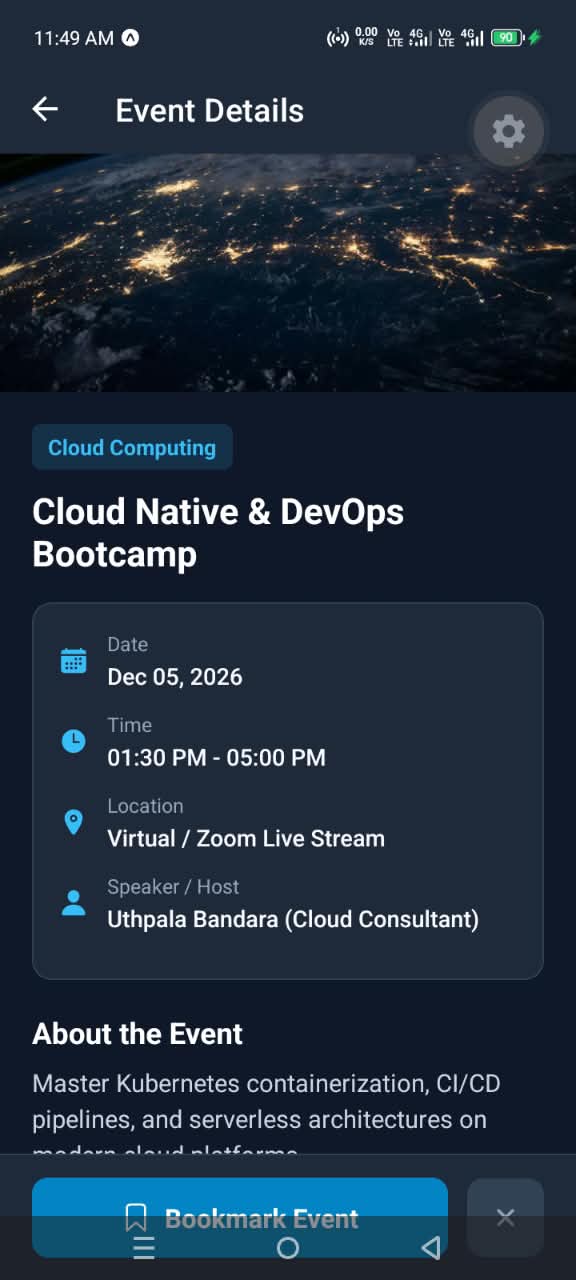 11:49 AM
0.00
K/S
Vo
LTE
4G
Vo
LTE
4G
90
Event Details
Cloud Computing
Cloud Native & DevOps
Bootcamp
Date
Dec 05, 2026
Time
01:30 PM - 05:00 PM
Location
Virtual / Zoom Live Stream
Speaker / Host
Uthpala Bandara (Cloud Consultant)
About the Event
Master Kubernetes containerization, CI/CD
pipelines, and serverless architectures on
modern cloud platforms.
Bookmark Event